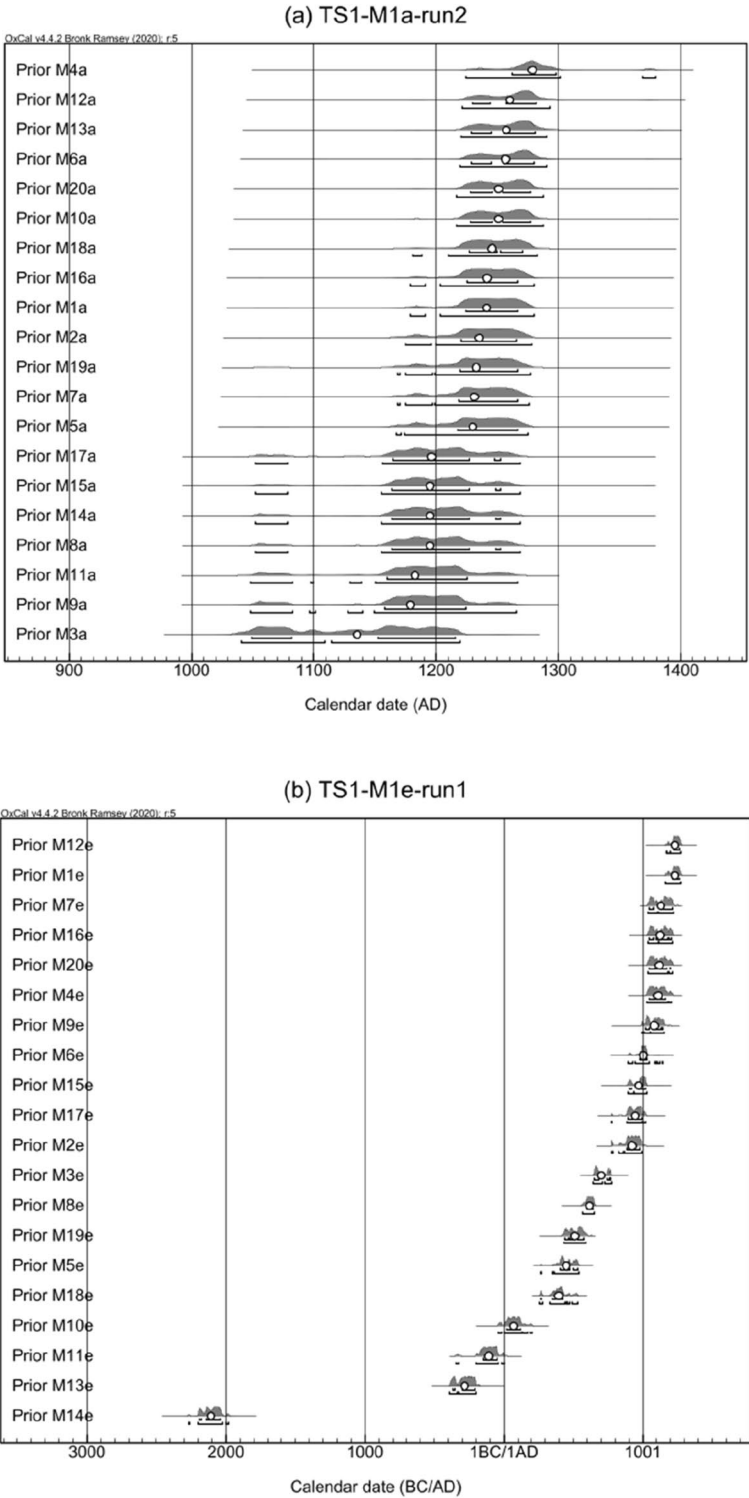 (a) TS1-M1a-run2
OxCal v4.4.2 Bronk Ramsey (2020); r:5
Prior M4a
Prior M12a
Prior M13a
Prior M6a
Prior M20a
Prior M10a
Prior M18a
Prior M16a
Prior M1a
Prior M2a
Prior M19a
Prior M7a
Prior M5a
Prior M17a
Prior M15a
Prior M14a
Prior M8a
Prior M11a
Prior M9a
Prior M3a
900 1000 1100 1200 1300 1400
Calendar date (AD)
(b) TS1-M1e-run1
OxCal v4.4.2 Bronk Ramsey (2020); r:5
Prior M12e
Prior M1e
Prior M7e
Prior M16e
Prior M20e
Prior M4e
Prior M9e
Prior M6e
Prior M15e
Prior M17e
Prior M2e
Prior M3e
Prior M8e
Prior M19e
Prior M5e
Prior M18e
Prior M10e
Prior M11e
Prior M13e
Prior M14e
3000 2000 1000 1BC/1AD 1001
Calendar date (BC/AD)